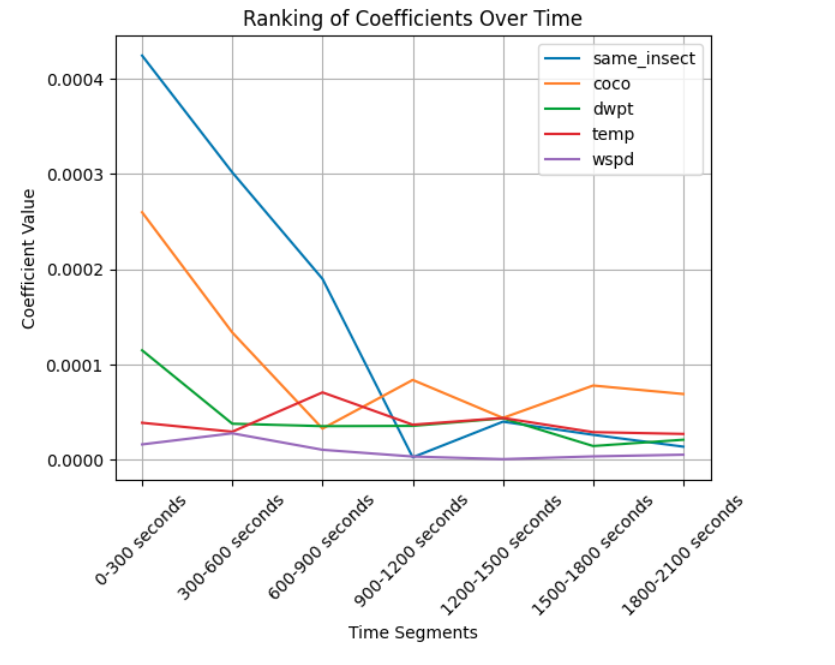 Ranking of Coefficients Over Time
same_insect
coco
dwpt
temp
wspd
Coefficient Value
0.0004
0.0003
0.0002
0.0001
0.0000
0-300 seconds
300-600 seconds
600-900 seconds
900-1200 seconds
1200-1500 seconds
1500-1800 seconds
1800-2100 seconds
Time Segments